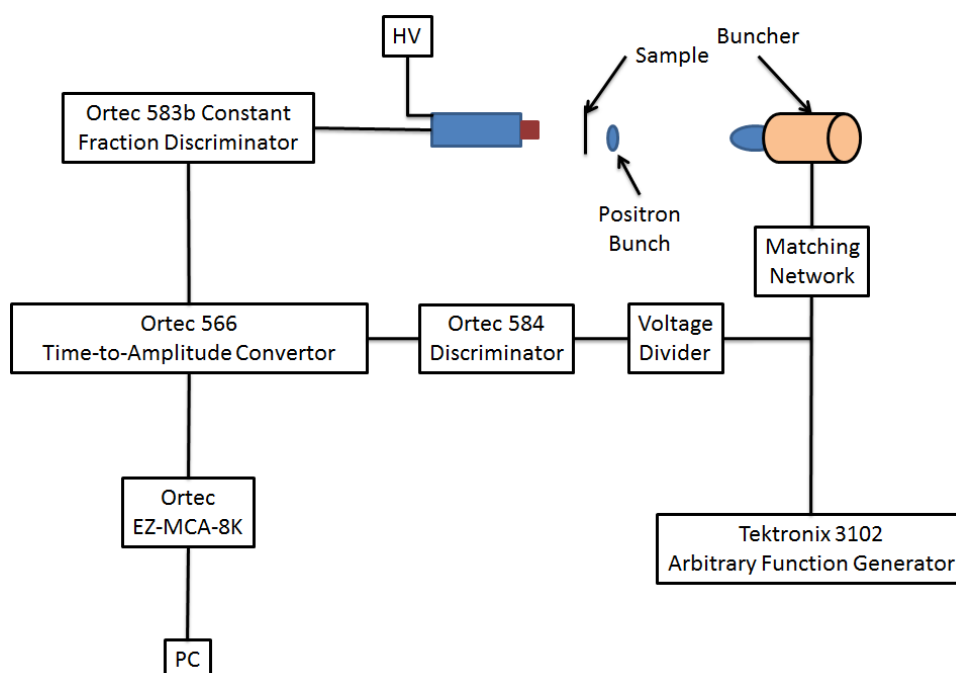 HV
Sample
Buncher
Ortec 583b Constant
Fraction Discriminator
Positron
Bunch
Matching
Network
Ortec 566
Time-to-Amplitude Convertor
Ortec 584
Discriminator
Voltage
Divider
Ortec
EZ-MCA-8K
Tektronix 3102
Arbitrary Function Generator
PC